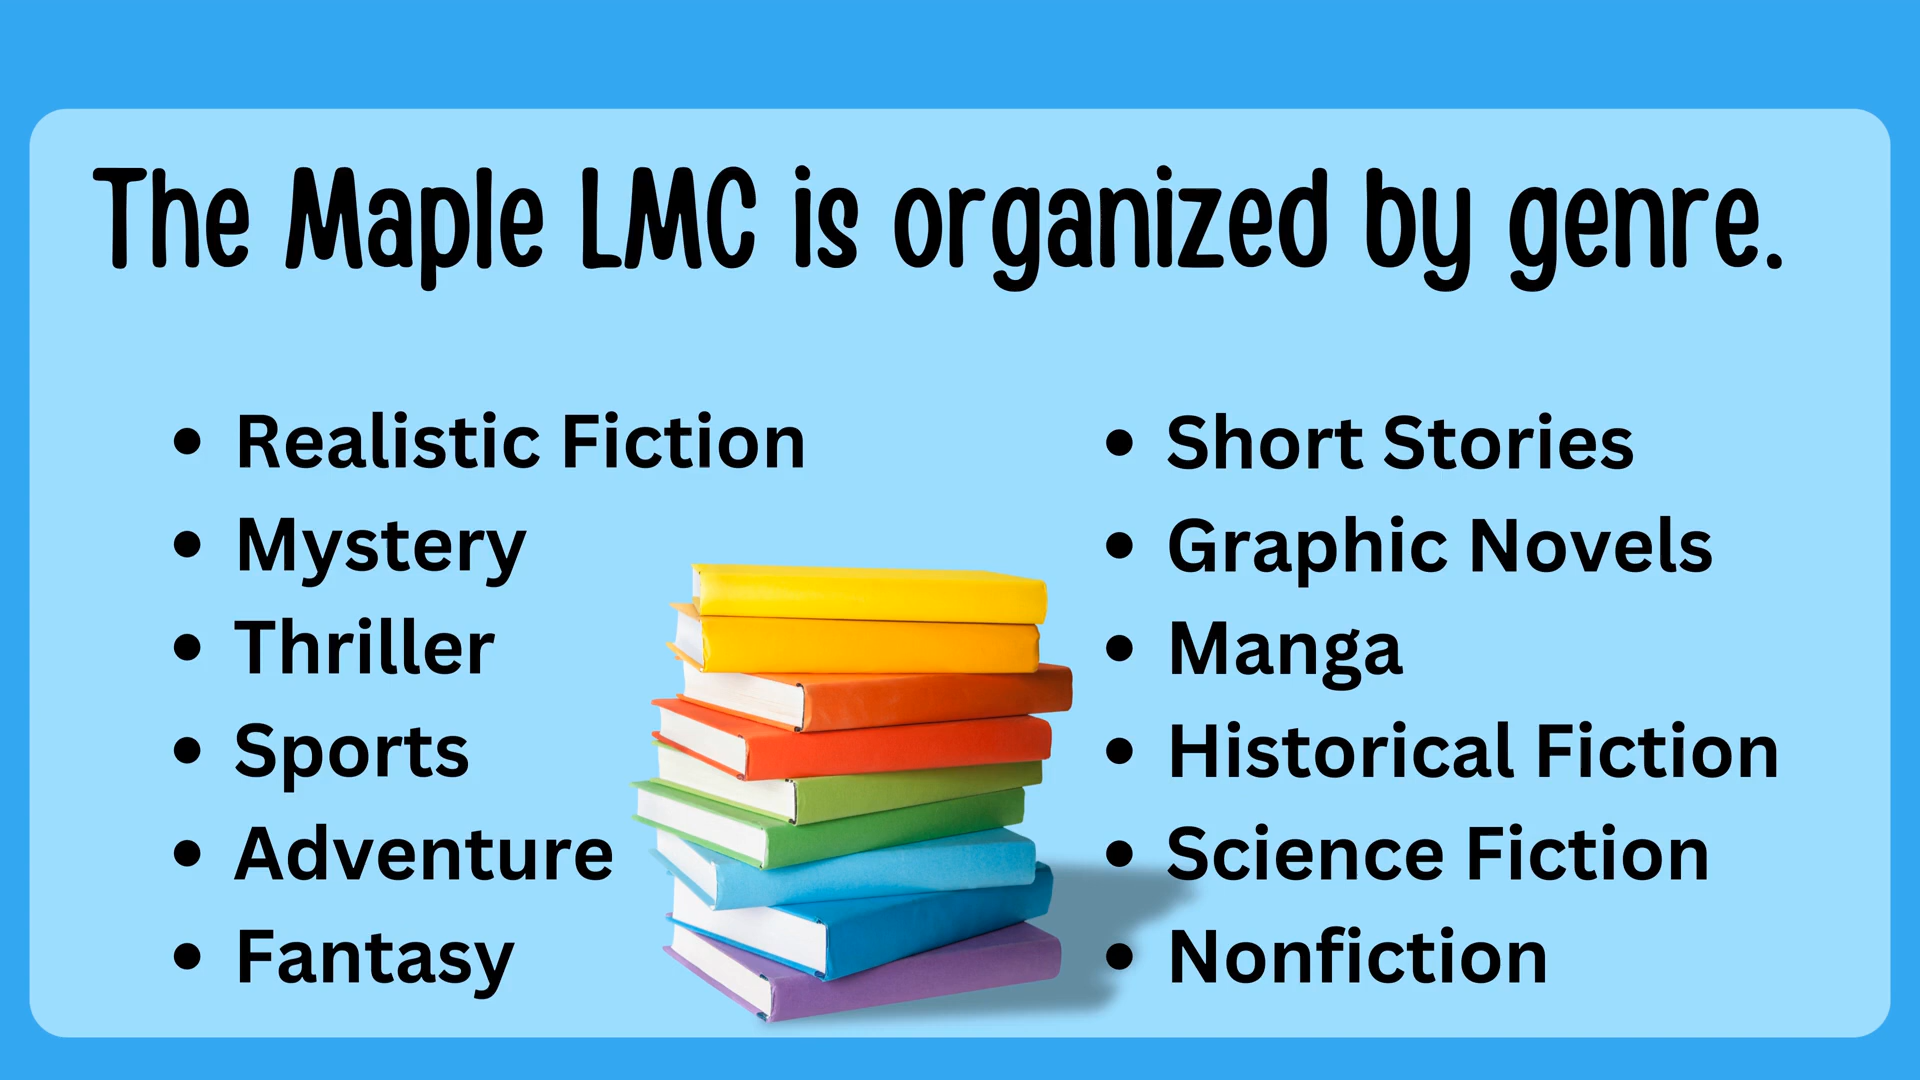 The Maple LMC is organized by genre.
• Realistic Fiction
• Mystery
• Thriller
• Sports
• Adventure
• Fantasy
• Short Stories
• Graphic Novels
• Manga
• Historical Fiction
• Science Fiction
• Nonfiction